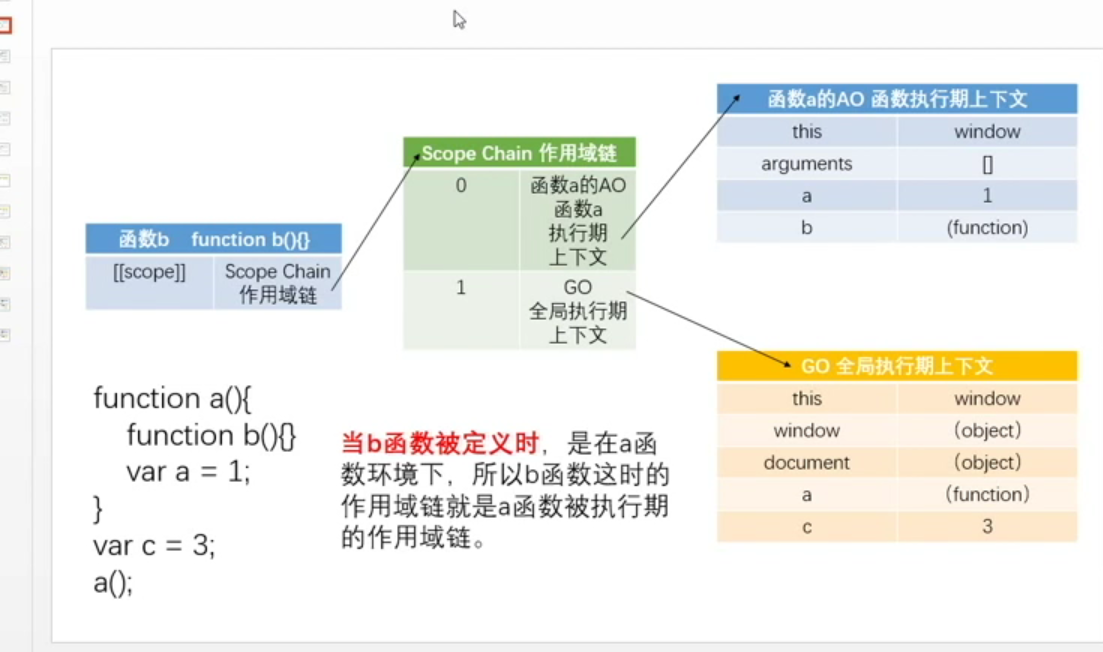 函数b function b(){}
[[scope]] Scope Chain
作用域链
Scope Chain 作用域链
0 函数a的AO
函数a
执行期
上下文
1 GO
全局执行期
上下文
函数a的AO 函数执行期上下文
this window
arguments []
a 1
b (function)
GO 全局执行期上下文
this window
window （object）
document （object）
a （function）
c 3
function a(){
function b(){}
var a = 1;
}
var c = 3;
a();
当b函数被定义时，是在a函
数环境下，所以b函数这时的
作用域链就是a函数被执行期
的作用域链。